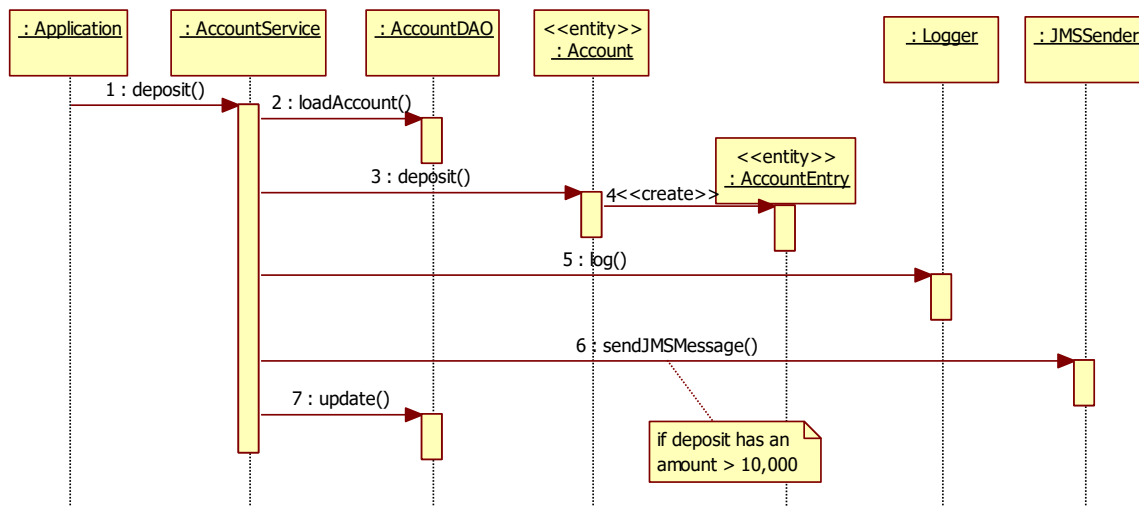 : Application
: AccountService
: AccountDAO
<<entity>>
: Account
: Logger
: JMSSender
1 : deposit()
2 : loadAccount()
<<entity>>
: AccountEntry
3 : deposit()
4<<create>>
5 : log()
6 : sendJMSMessage()
7 : update()
if deposit has an
amount > 10,000